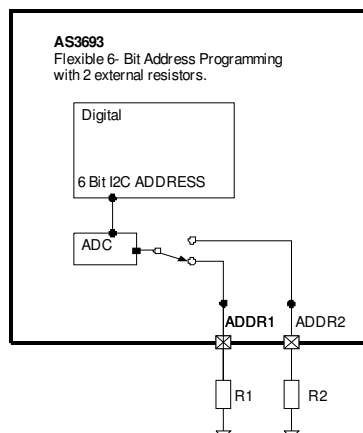 AS3693
Flexible 6- Bit Address Programming
with 2 external resistors.
Digital
6 Bit I2C ADDRESS
ADC
ADDR1
ADDR2
R1
R2